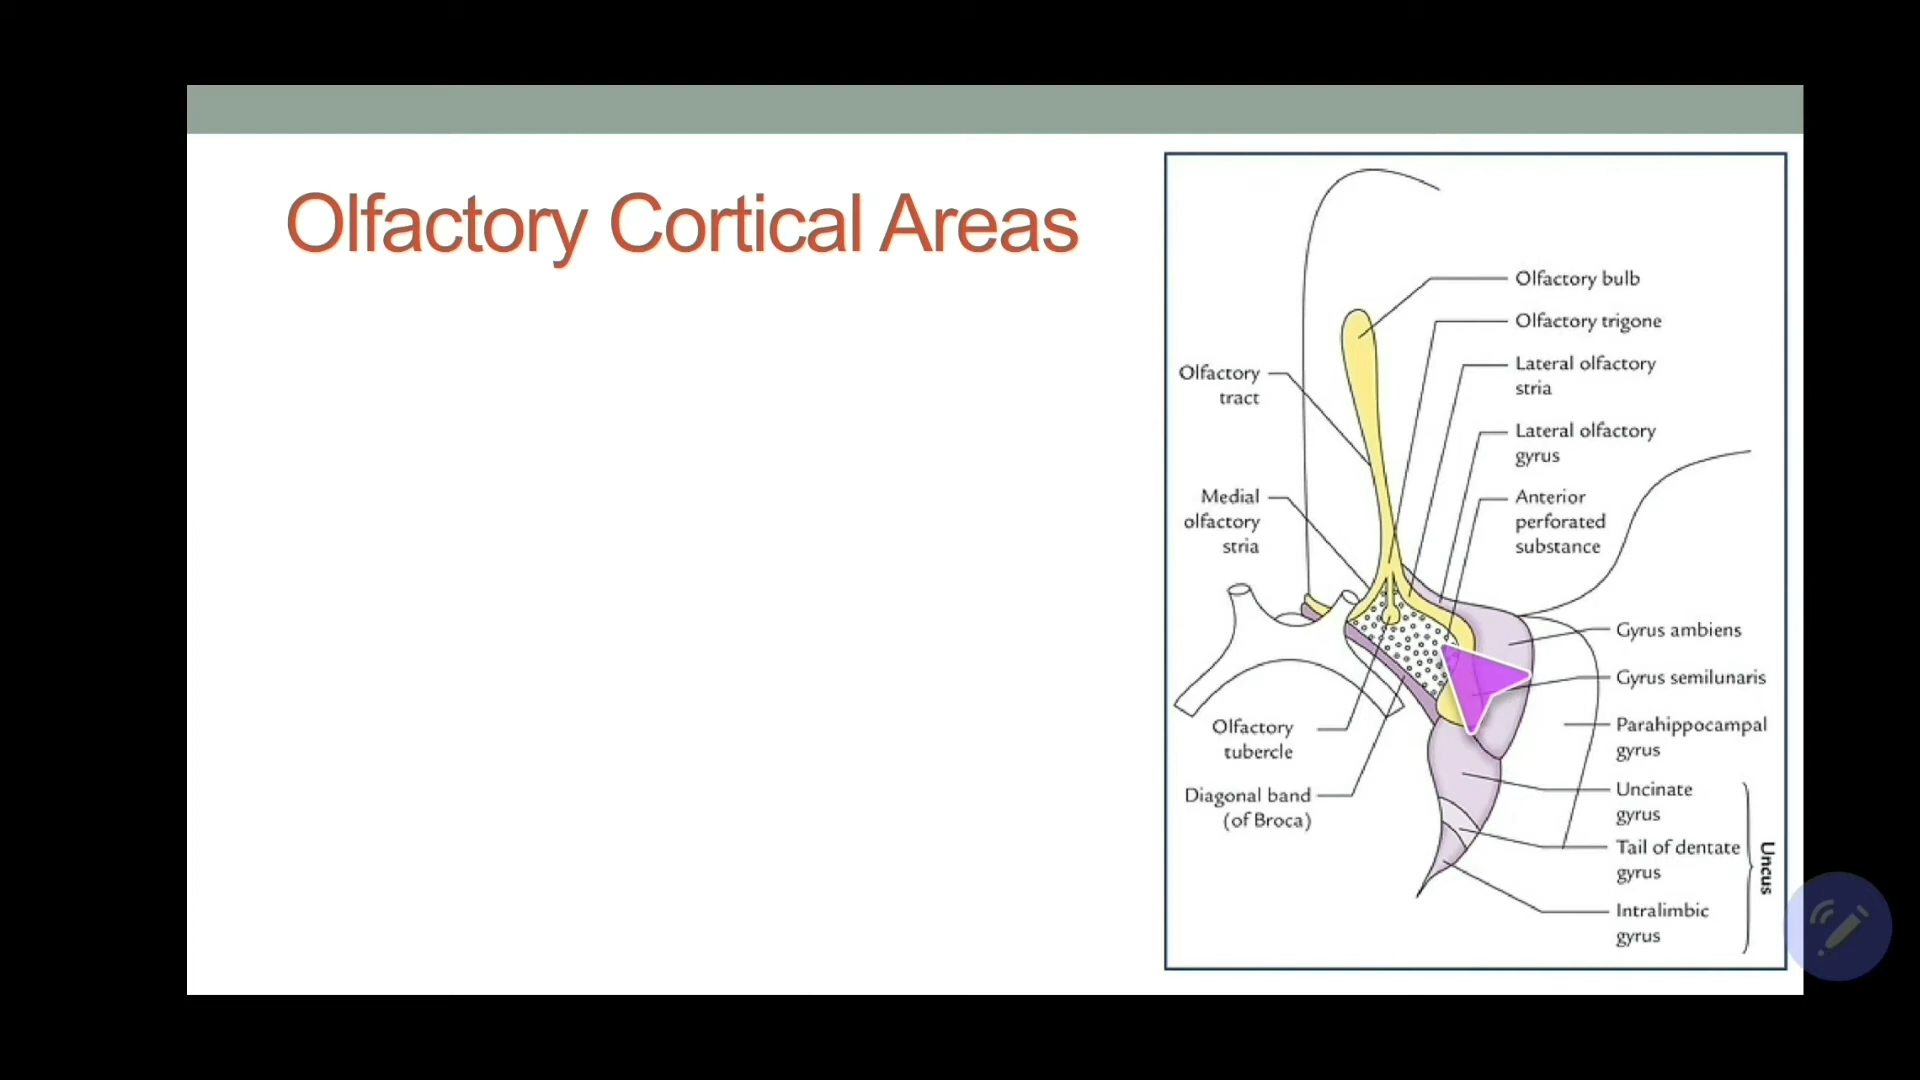 Olfactory Cortical Areas
Olfactory bulb
Olfactory trigone
Lateral olfactory
stria
Lateral olfactory
gyrus
Anterior
perforated
substance
Olfactory
tract
Medial
olfactory
stria
Gyrus ambiens
Gyrus semilunaris
Parahippocampal
gyrus
Uncinate
gyrus
Tail of dentate
gyrus
Intralimbic
gyrus
Uncus
Olfactory
tubercle
Diagonal band
(of Broca)